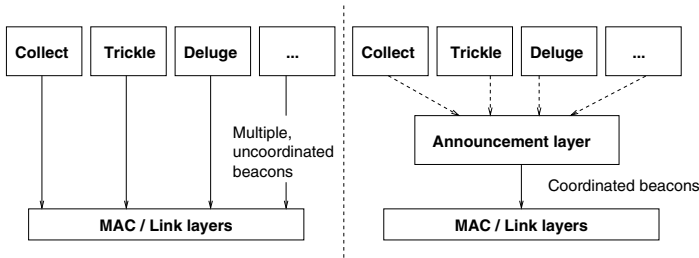 Collect Trickle Deluge ... Collect Trickle Deluge ...
Multiple,
uncoordinated
beacons
Announcement layer
Coordinated beacons
MAC / Link layers MAC / Link layers